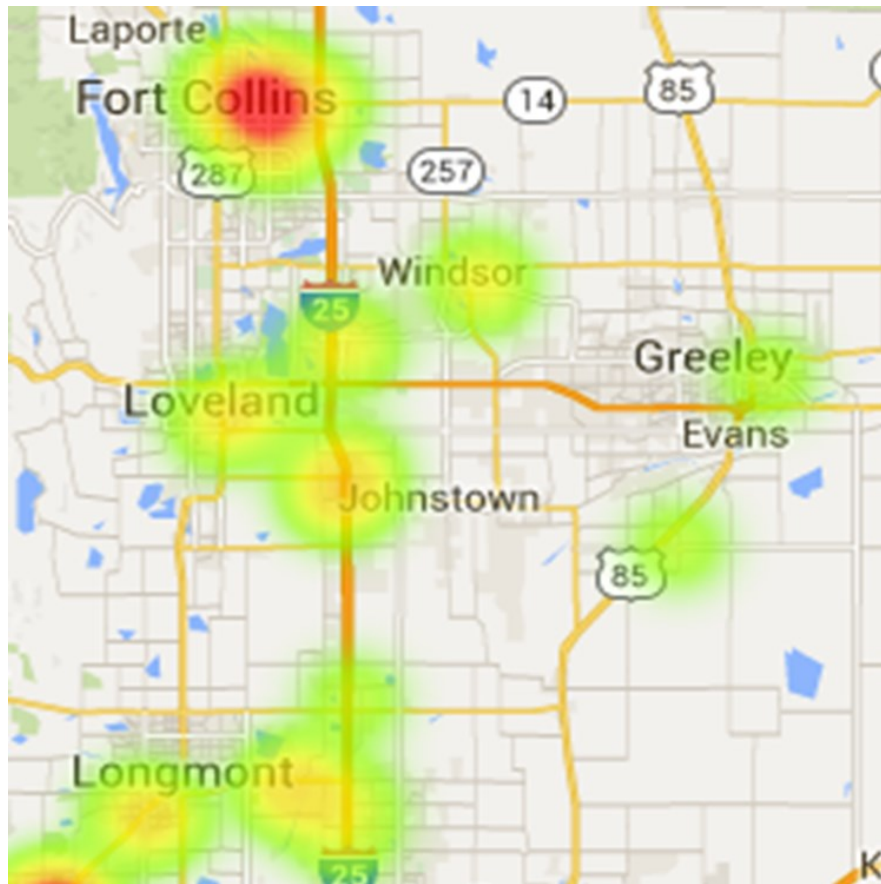 Laporte
Fort Collins
14
85
287
257
Windsor
25
Greeley
Loveland
Evans
Johnstown
85
Longmont
25
K